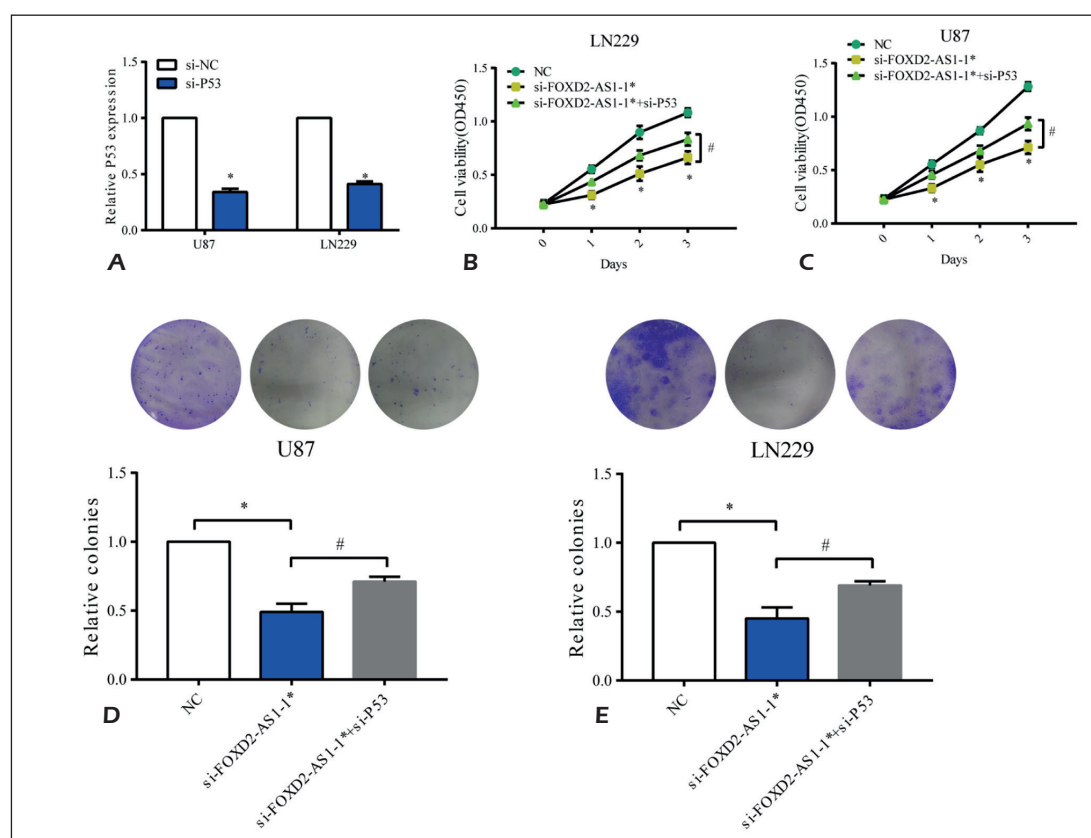 si-NC
si-P53
Relative P53 expression
1.5
1.0
0.5
0.0
*
*
U87
LN229
A
LN229
NC
si-FOXD2-AS1-1*
si-FOXD2-AS1-1*+si-P53
Cell viability(OD450)
1.5
1.0
0.5
0.0
*
*
*
#
0
1
2
3
Days
B
U87
NC
si-FOXD2-AS1-1*
si-FOXD2-AS1-1*+si-P53
Cell viability(OD450)
1.5
1.0
0.5
0.0
*
*
*
#
0
1
2
3
Days
C
U87
Relative colonies
1.5
1.0
0.5
0.0
*
#
NC
si-FOXD2-AS1-1*
si-FOXD2-AS1-1*+si-P53
D
LN229
Relative colonies
1.5
1.0
0.5
0.0
*
#
NC
si-FOXD2-AS1-1*
si-FOXD2-AS1-1*+si-P53
E